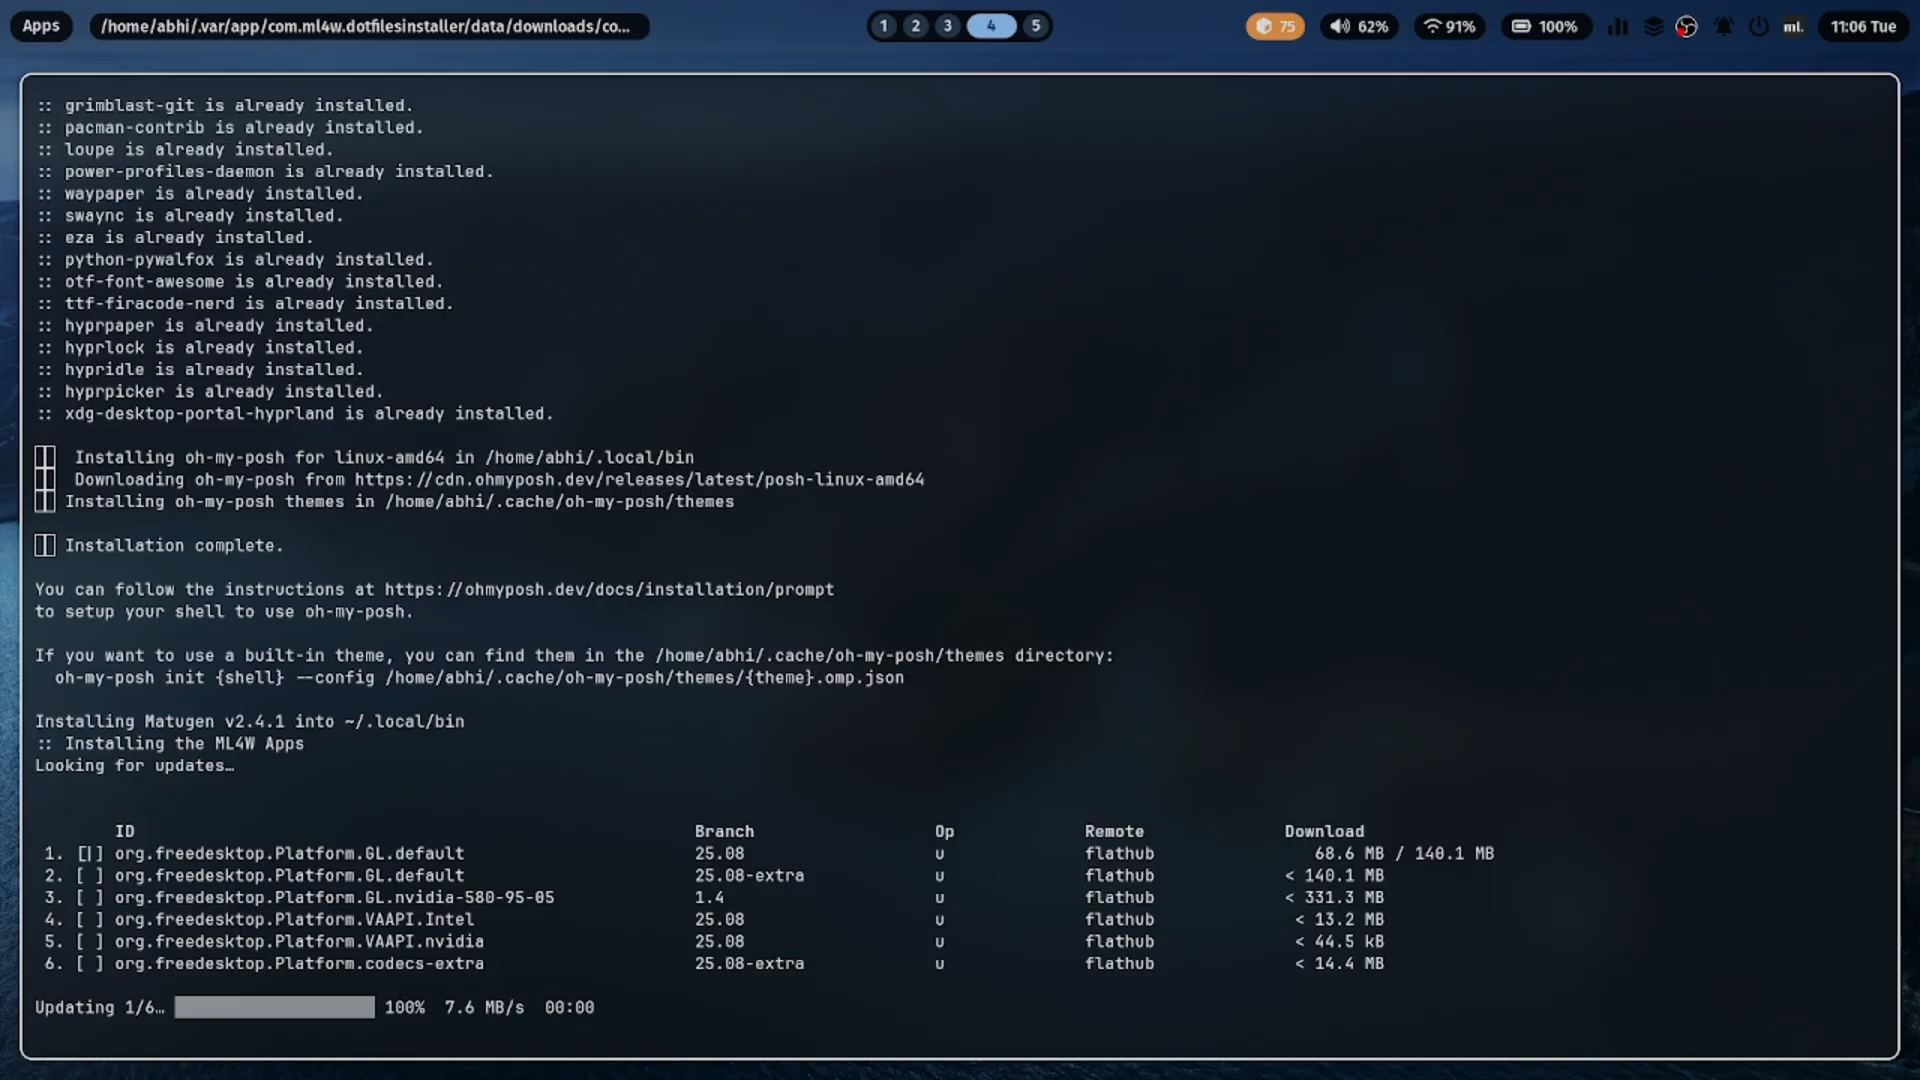 Apps /home/abhi/.var/app/com.ml4w.dotfilesinstaller/data/downloads/co... 1 2 3 4 5 75 62% 91% 100% ml. 11:06 Tue
:: grimblast-git is already installed.
:: pacman-contrib is already installed.
:: loupe is already installed.
:: power-profiles-daemon is already installed.
:: waypaper is already installed.
:: swaync is already installed.
:: eza is already installed.
:: python-pywalfox is already installed.
:: otf-font-awesome is already installed.
:: ttf-firacode-nerd is already installed.
:: hyprpaper is already installed.
:: hyprlock is already installed.
:: hypridle is already installed.
:: hyprpicker is already installed.
:: xdg-desktop-portal-hyprland is already installed.
Installing oh-my-posh for linux-amd64 in /home/abhi/.local/bin
Downloading oh-my-posh from https://cdn.ohmyposh.dev/releases/latest/posh-linux-amd64
Installing oh-my-posh themes in /home/abhi/.cache/oh-my-posh/themes
Installation complete.
You can follow the instructions at https://ohmyposh.dev/docs/installation/prompt
to setup your shell to use oh-my-posh.
If you want to use a built-in theme, you can find them in the /home/abhi/.cache/oh-my-posh/themes directory:
oh-my-posh init {shell} --config /home/abhi/.cache/oh-my-posh/themes/{theme}.omp.json
Installing Matugen v2.4.1 into ~/.local/bin
:: Installing the ML4W Apps
Looking for updates…
ID Branch Op Remote Download
1. [|] org.freedesktop.Platform.GL.default 25.08 u flathub 68.6 MB / 140.1 MB
2. [ ] org.freedesktop.Platform.GL.default 25.08-extra u flathub < 140.1 MB
3. [ ] org.freedesktop.Platform.GL.nvidia-580-95-05 1.4 u flathub < 331.3 MB
4. [ ] org.freedesktop.Platform.VAAPI.Intel 25.08 u flathub < 13.2 MB
5. [ ] org.freedesktop.Platform.VAAPI.nvidia 25.08 u flathub < 44.5 kB
6. [ ] org.freedesktop.Platform.codecs-extra 25.08-extra u flathub < 14.4 MB
Updating 1/6… 100% 7.6 MB/s 00:00